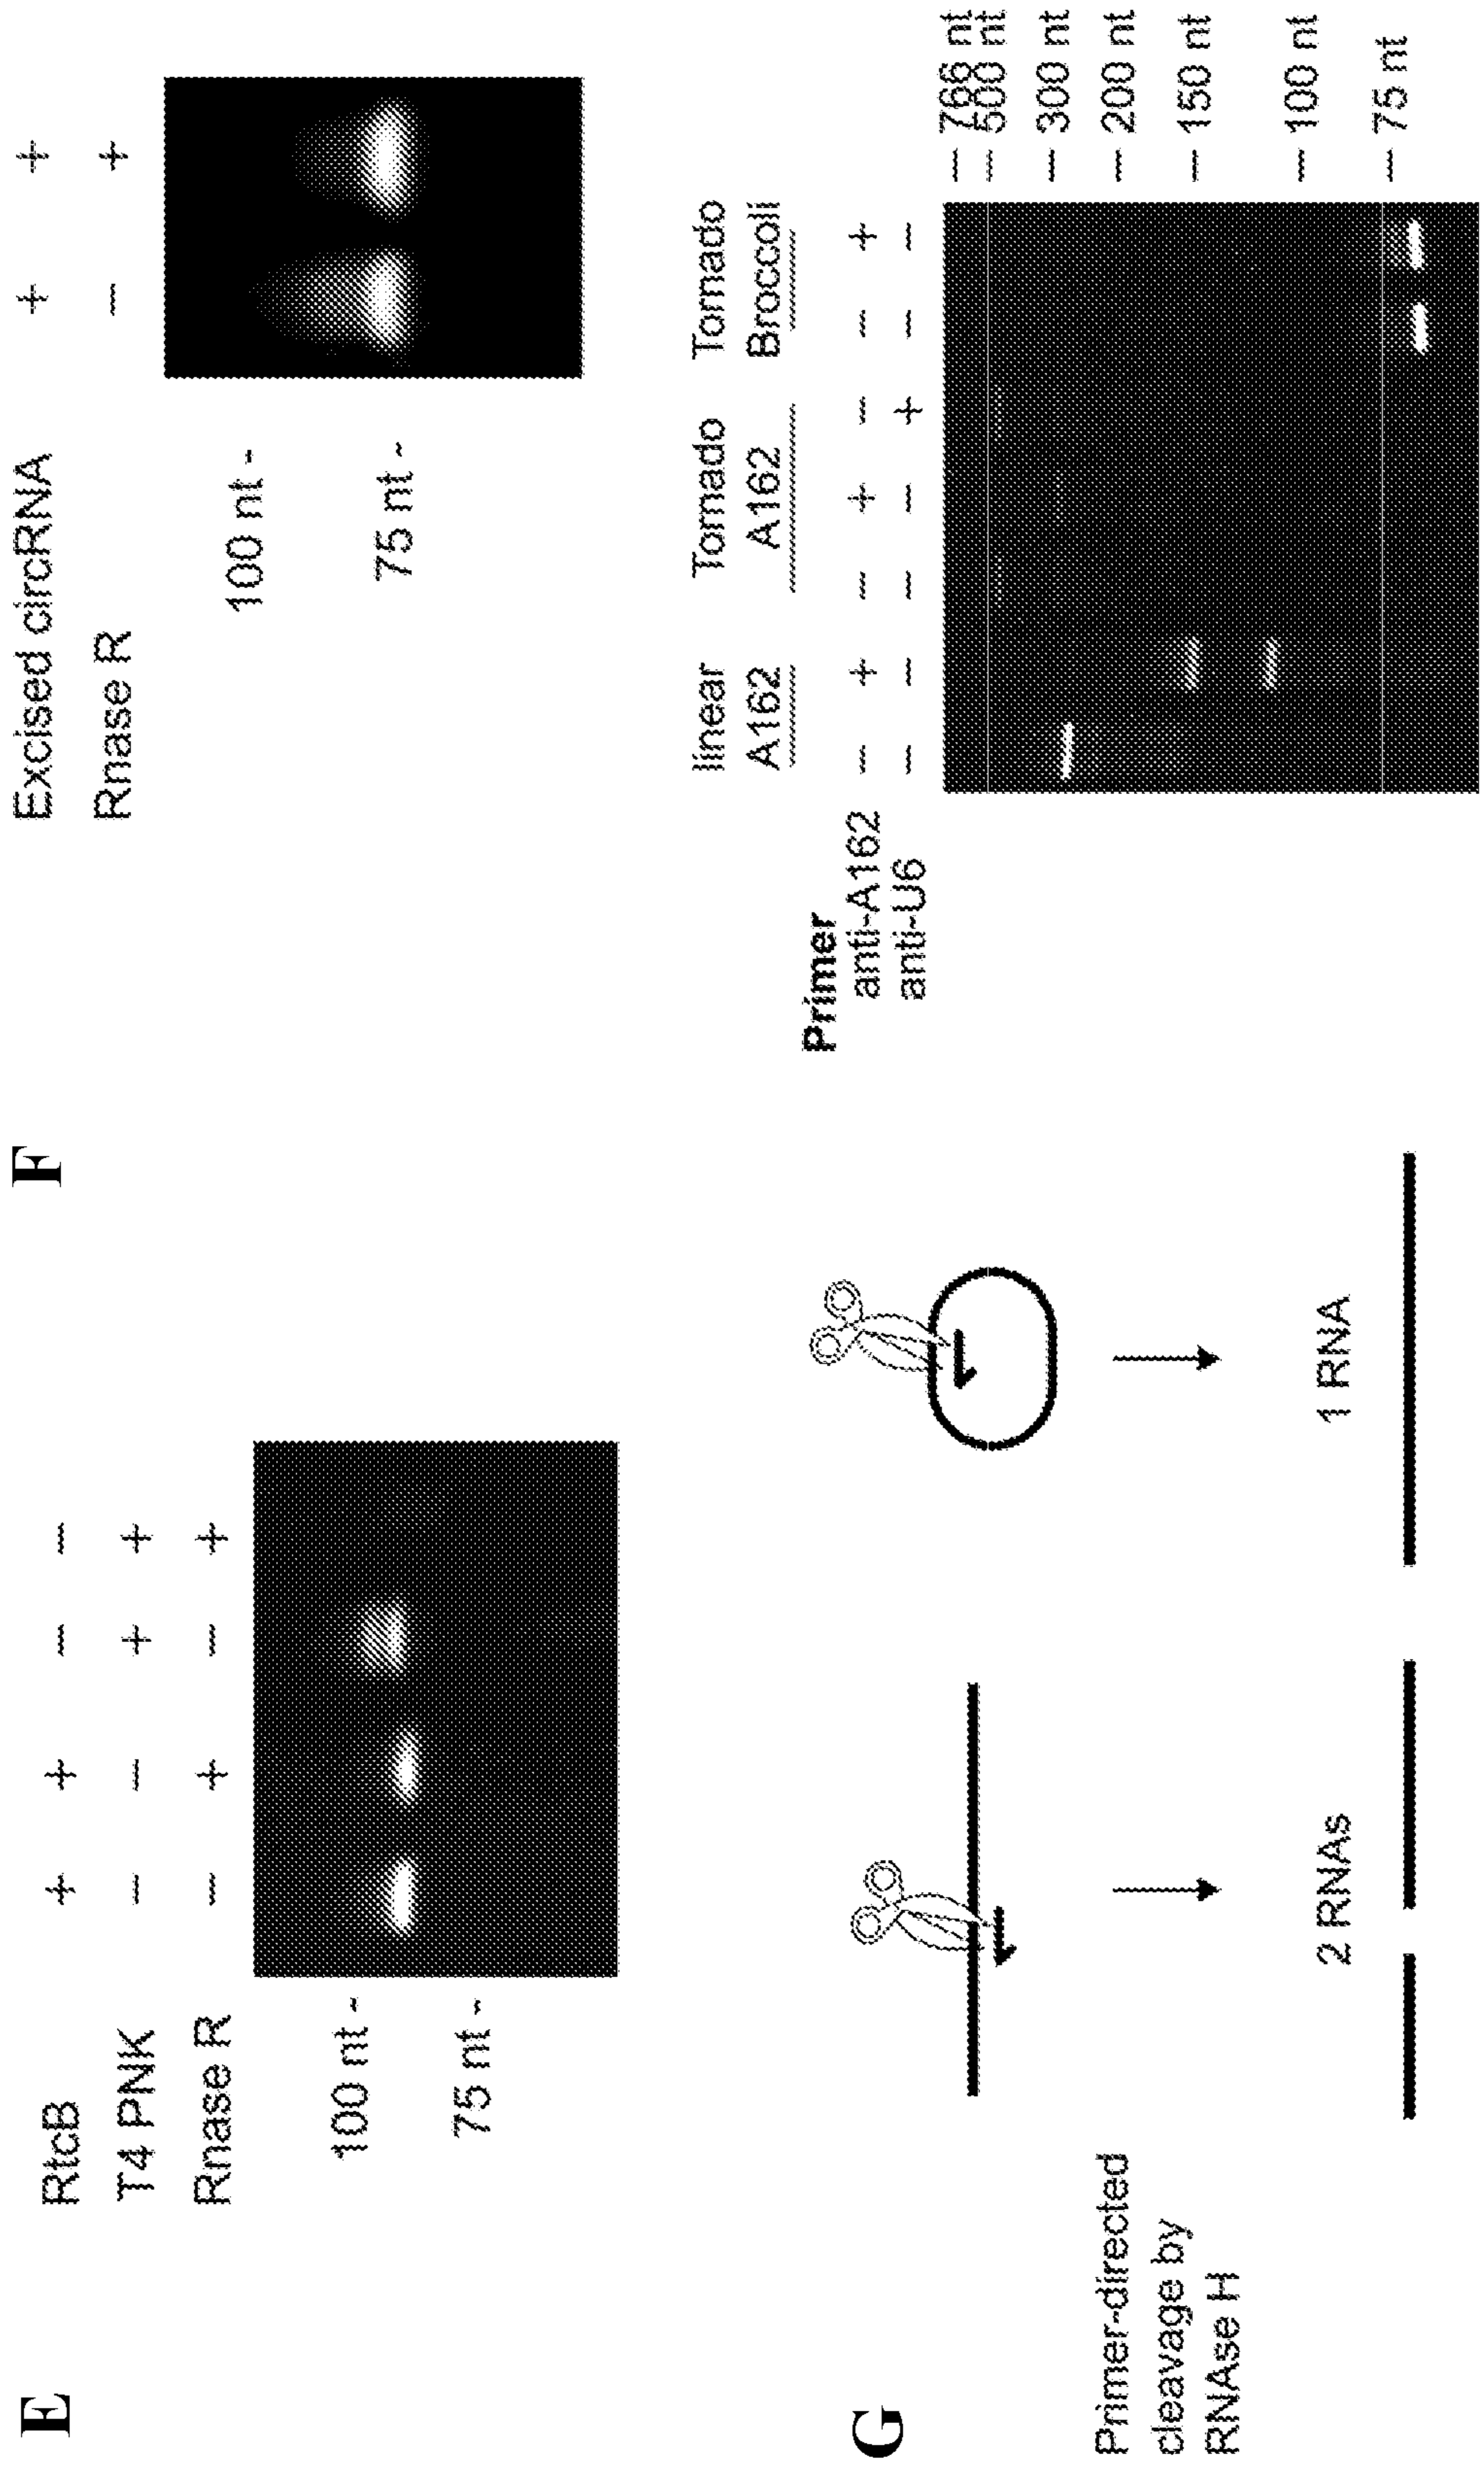 E
RtcB + + − −
T4 PNK − − + +
Rnase R − + − +
100 nt -
75 nt -
F
Excised circRNA + +
Rnase R − +
100 nt -
75 nt -
G
Primer-directed
cleavage by
RNAse H
2 RNAs
1 RNA
linear
A162
Tornado
A162
Tornado
Broccoli
Primer
anti-A162 − + − + − − +
anti-U6 − − − − + − −
− 766 nt
− 500 nt
− 300 nt
− 200 nt
− 150 nt
− 100 nt
− 75 nt